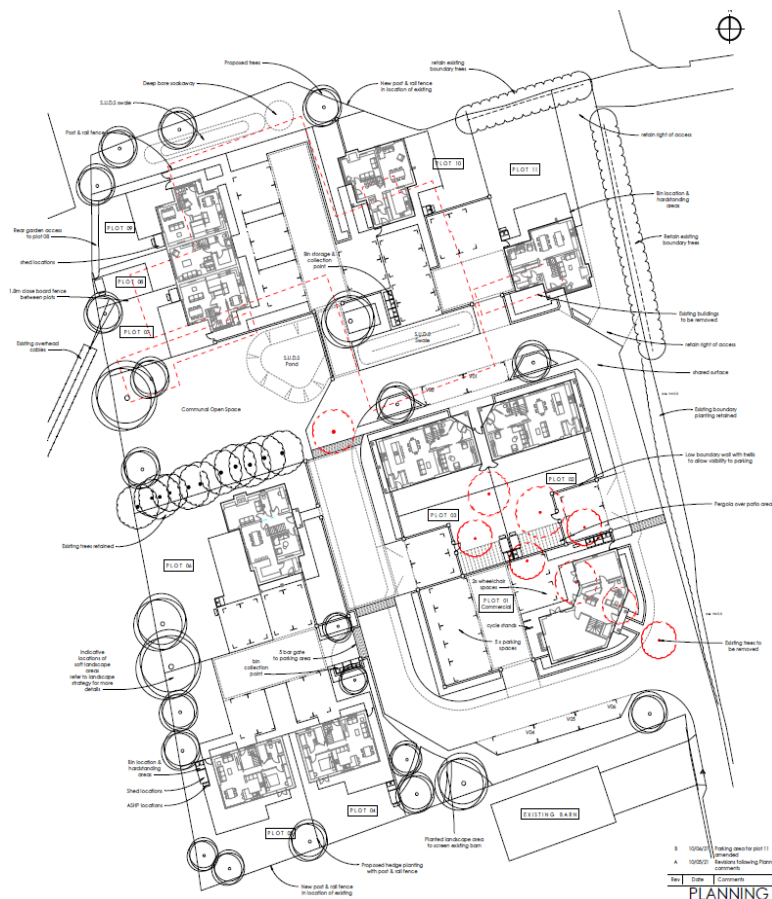 N
Proposed trees
Deep bore soakaway
S.U.D.S swale
Post & rail fence
New post & rail fence
in location of existing
retain existing
boundary trees
retain right of access
PLOT 10
PLOT 11
Bin location &
hardstanding
areas
Retain existing
boundary trees
PLOT 09
Rear garden access
to plot 08
shed locations
PLOT 08
1.8m close board fence
between plots
PLOT 07
Bin storage &
collection
point
Existing buildings
to be removed
S.U.D.S
Swale
retain right of access
Existing overhead
cables
S.U.D.S
Pond
shared surface
V08
V07
Communal Open Space
Existing boundary
planting retained
Low boundary wall with trellis
to allow visibility to parking
PLOT 02
PLOT 03
Pergola over patio area
Existing trees retained
PLOT 06
2x wheelchair
spaces
PLOT 01
Commercial
cycle stands
5 x parking
spaces
Existing trees to
be removed
Indicative
locations of
soft landscape
areas
refer to landscape
strategy for more
details
5 bar gate
to parking area
bin
collection
point
V04
V05
V06
Bin location &
hardstanding
areas
Shed locations
ASHP locations
PLOT 04
EXISTING BARN
Planted landscape area
to screen existing barn
Proposed hedge planting
with post & rail fence
New post & rail fence
in location of existing
B 10/06/21 Parking area for plot 11
amended
A Revisions following
comments
Rev Date Comments
PLANNING